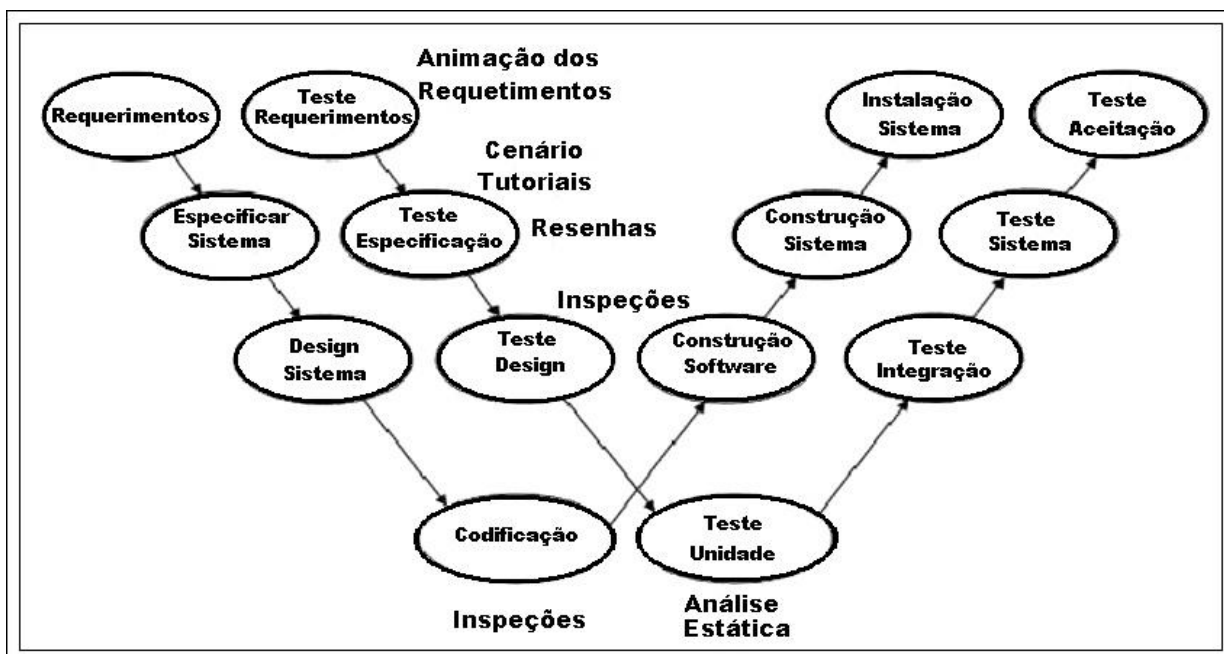 Animação dos
Requetimentos
Requerimentos
Teste
Requerimentos
Instalação
Sistema
Teste
Aceitação
Cenário
Tutoriais
Especificar
Sistema
Teste
Especificação
Resenhas
Construção
Sistema
Teste
Sistema
Inspeções
Design
Sistema
Teste
Design
Construção
Software
Teste
Integração
Codificação
Teste
Unidade
Inspeções
Análise
Estática